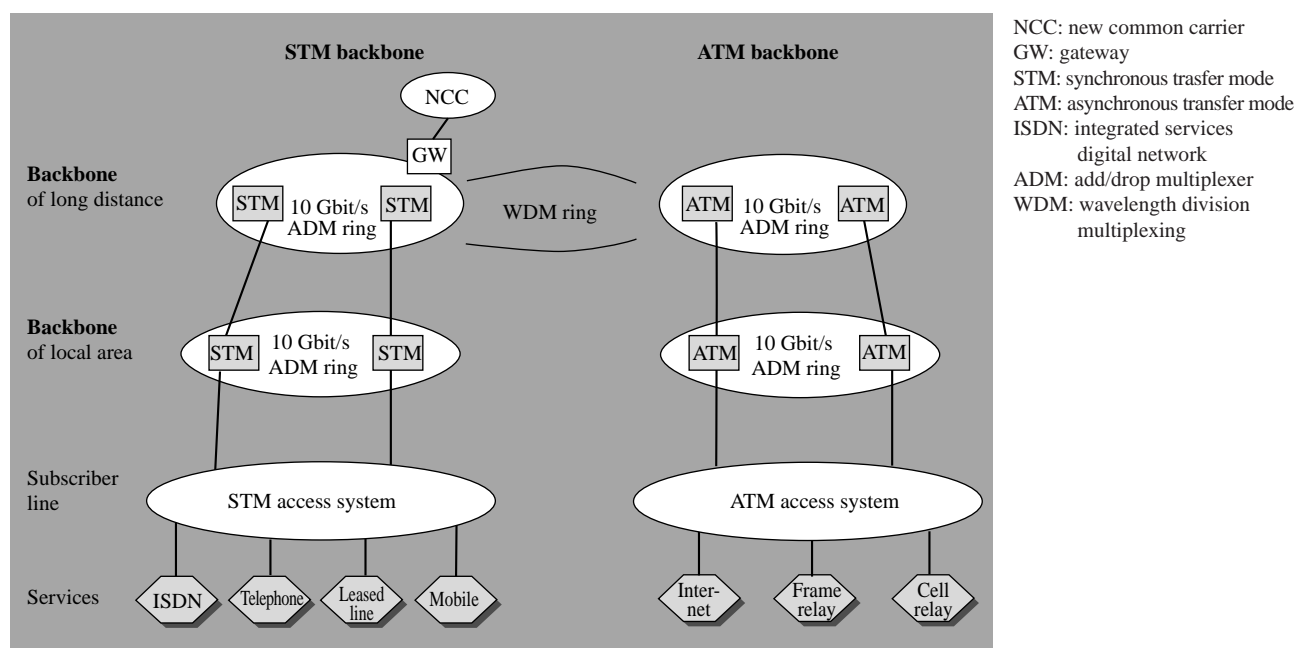 STM backbone
ATM backbone
NCC
GW
Backbone
of long distance
STM
10 Gbit/s
ADM ring
STM
WDM ring
ATM
10 Gbit/s
ADM ring
ATM
Backbone
of local area
STM
10 Gbit/s
ADM ring
STM
ATM
10 Gbit/s
ADM ring
ATM
Subscriber
line
STM access system
ATM access system
Services
ISDN
Telephone
Leased
line
Mobile
Inter-
net
Frame
relay
Cell
relay
NCC: new common carrier
GW: gateway
STM: synchronous trasfer mode
ATM: asynchronous transfer mode
ISDN: integrated services
digital network
ADM: add/drop multiplexer
WDM: wavelength division
multiplexing